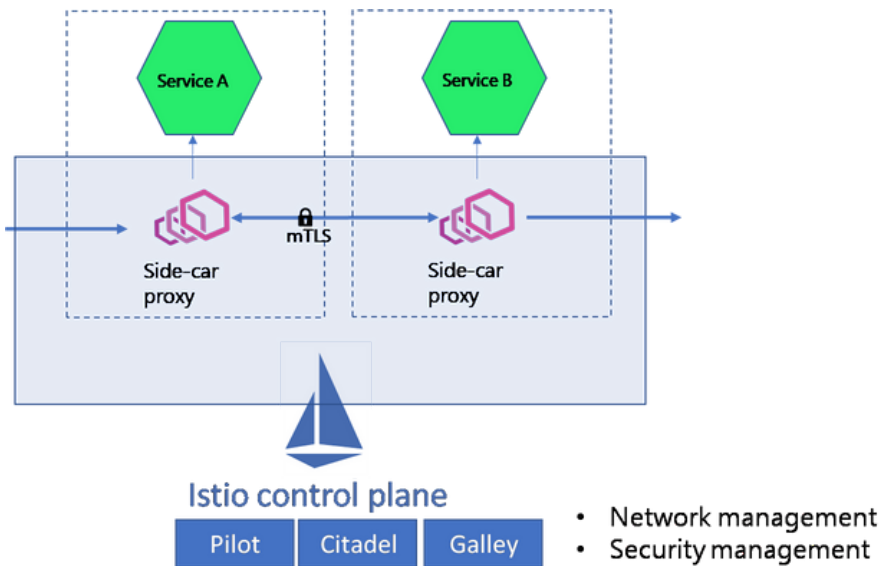 Service A
Service B
mTLS
Side-car
proxy
Side-car
proxy
Istio control plane
Pilot
Citadel
Galley
• Network management
• Security management